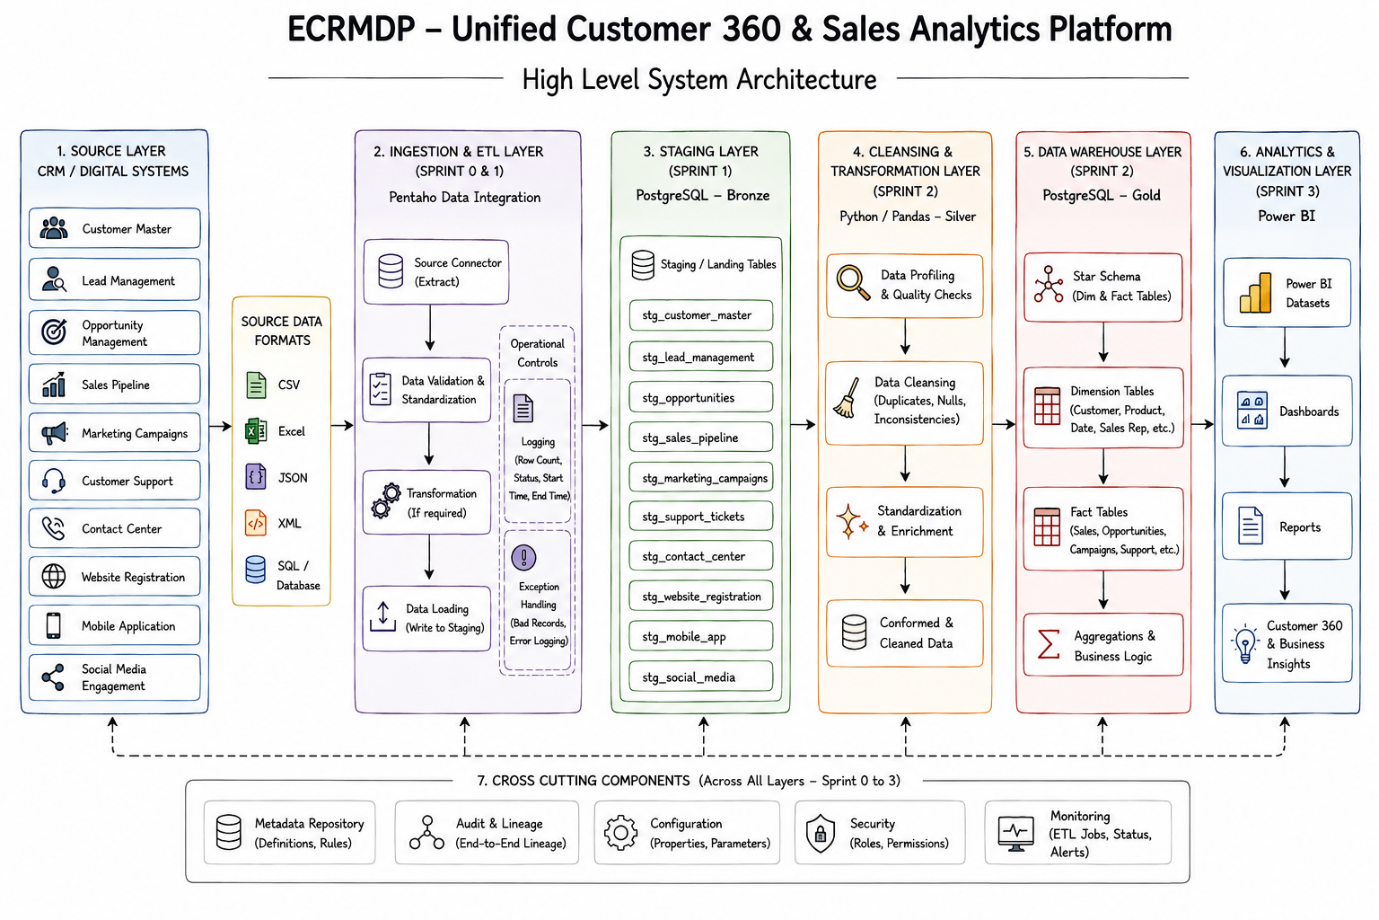 ECRMDP – Unified Customer 360 & Sales Analytics Platform
High Level System Architecture
1. SOURCE LAYER
CRM / DIGITAL SYSTEMS
Customer Master
Lead Management
Opportunity
Management
Sales Pipeline
Marketing Campaigns
Customer Support
Contact Center
Website Registration
Mobile Application
Social Media
Engagement
SOURCE DATA
FORMATS
CSV
Excel
JSON
XML
SQL /
Database
2. INGESTION & ETL LAYER
(SPRINT 0 & 1)
Pentaho Data Integration
Source Connector
(Extract)
Data Validation &
Standardization
Transformation
(If required)
Data Loading
(Write to Staging)
Operational
Controls
Logging
(Row Count,
Status, Start
Time, End Time)
Exception
Handling
(Bad Records,
Error Logging)
3. STAGING LAYER
(SPRINT 1)
PostgreSQL – Bronze
Staging / Landing Tables
stg_customer_master
stg_lead_management
stg_opportunities
stg_sales_pipeline
stg_marketing_campaigns
stg_support_tickets
stg_contact_center
stg_website_registration
stg_mobile_app
stg_social_media
4. CLEANSING &
TRANSFORMATION LAYER
(SPRINT 2)
Python / Pandas – Silver
Data Profiling
& Quality Checks
Data Cleansing
(Duplicates, Nulls,
Inconsistencies)
Standardization
& Enrichment
Conformed &
Cleaned Data
5. DATA WAREHOUSE LAYER
(SPRINT 2)
PostgreSQL – Gold
Star Schema
(Dim & Fact Tables)
Dimension Tables
(Customer, Product,
Date, Sales Rep, etc.)
Fact Tables
(Sales, Opportunities,
Campaigns, Support, etc.)
Aggregations &
Business Logic
6. ANALYTICS &
VISUALIZATION LAYER
(SPRINT 3)
Power BI
Power BI
Datasets
Dashboards
Reports
Customer 360
& Business
Insights
7. CROSS CUTTING COMPONENTS (Across All Layers – Sprint 0 to 3)
Metadata Repository
(Definitions, Rules)
Audit & Lineage
(End-to-End Lineage)
Configuration
(Properties, Parameters)
Security
(Roles, Permissions)
Monitoring
(ETL Jobs, Status,
Alerts)